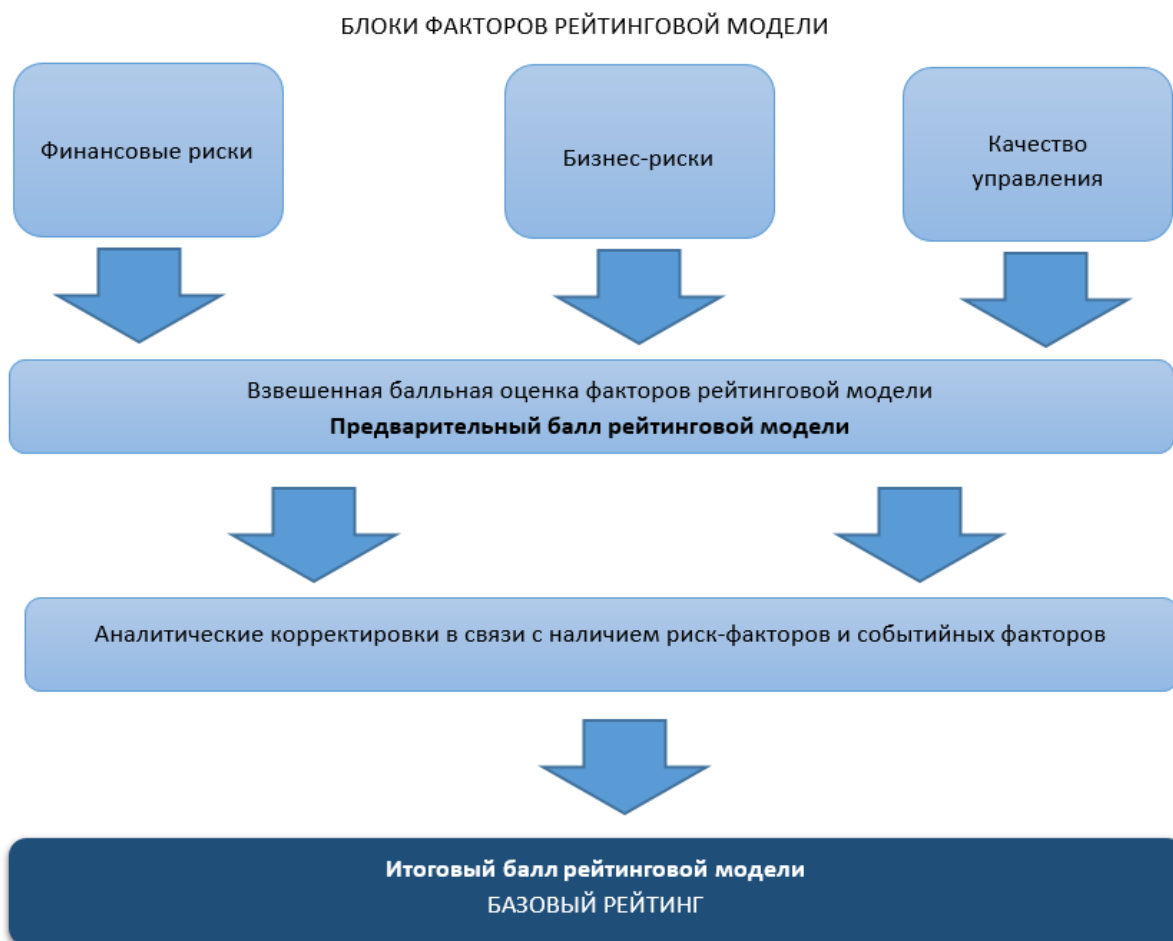 БЛОКИ ФАКТОРОВ РЕЙТИНГОВОЙ МОДЕЛИ
Финансовые риски
Бизнес-риски
Качество
управления
Взвешенная балльная оценка факторов рейтинговой модели
Предварительный балл рейтинговой модели
Аналитические корректировки в связи с наличием риск-факторов и событийных факторов
Итоговый балл рейтинговой модели
БАЗОВЫЙ РЕЙТИНГ